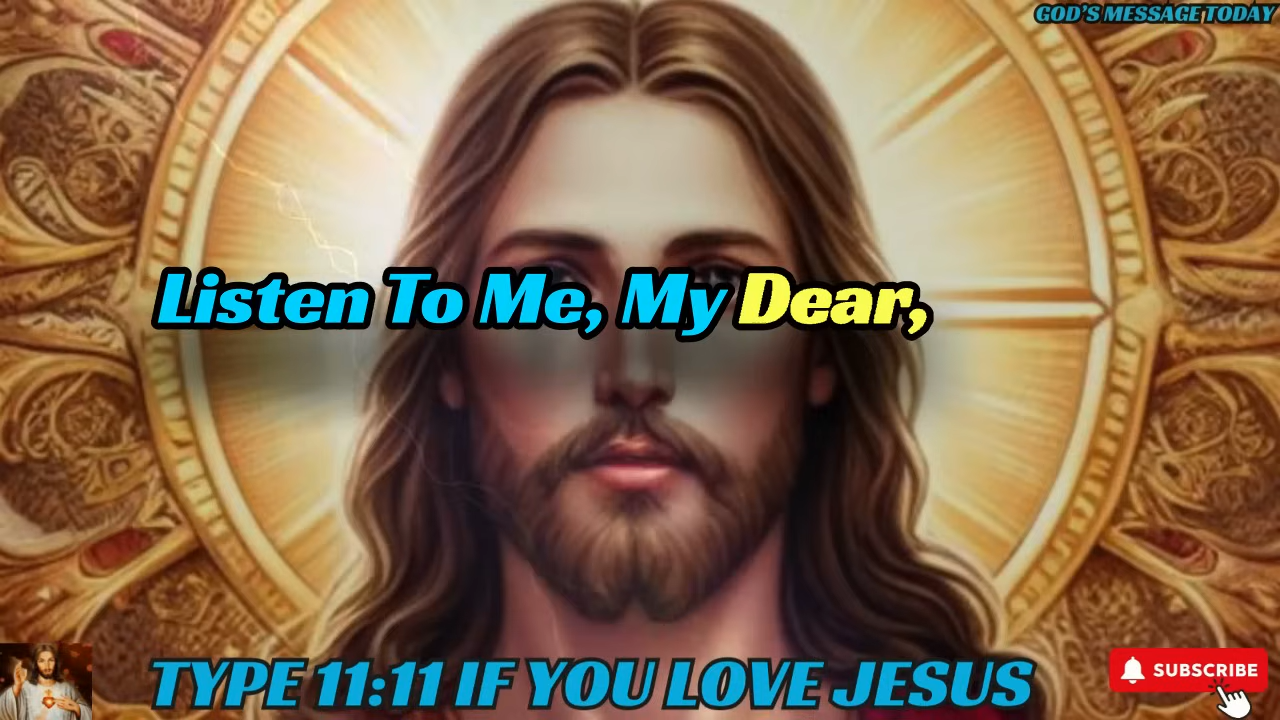 GOD'S MESSAGE TODAY
Listen To Me, My Dear,
TYPE 11:11 IF YOU LOVE JESUS
SUBSCRIBE